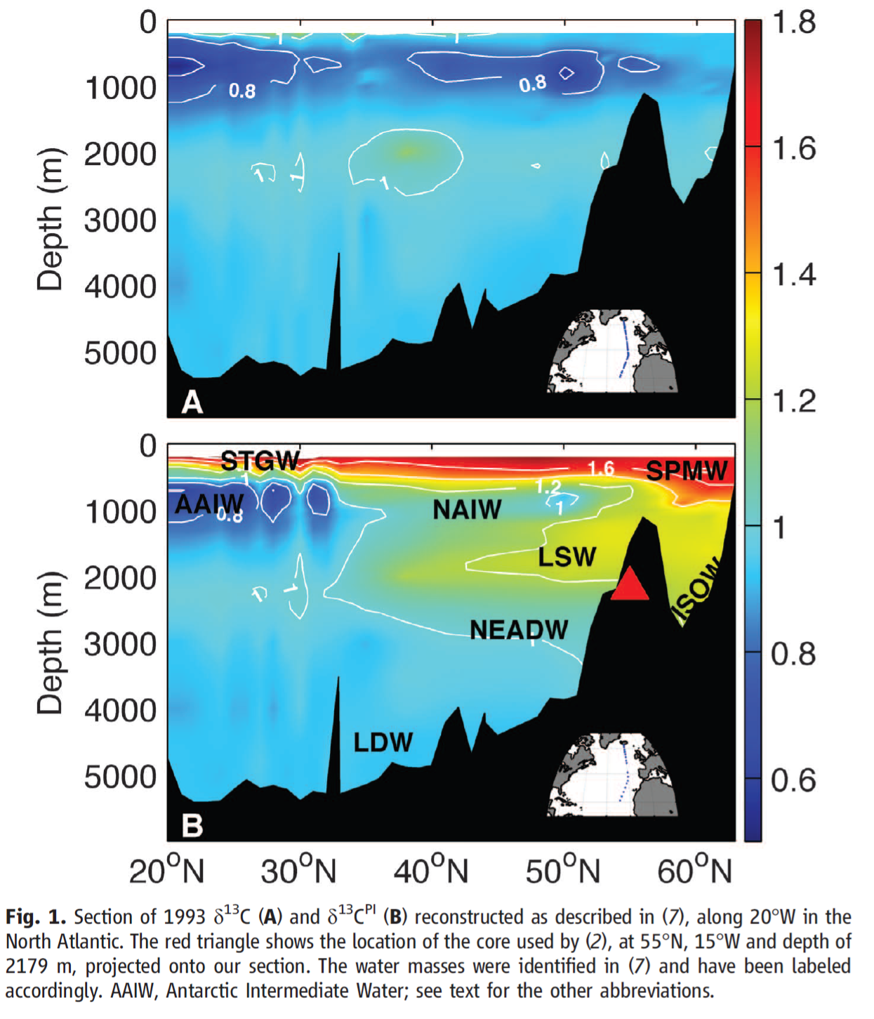 0
1000
2000
3000
4000
5000
Depth (m)
1
1
0.8
0.8
1
1
1
A
1.8
1.6
1.4
1.2
1
0.8
0.6
0
1000
2000
3000
4000
5000
Depth (m)
STGW
1.6
SPMW
1
1.2
AAIW
0.8
NAIW
1
LSW
1
1
NEADW
1
ISOW
LDW
B
20°N 30°N 40°N 50°N 60°N
Fig. 1. Section of 1993 δ¹³C (A) and δ¹³Cᴾᴵ (B) reconstructed as described in (7), along 20°W in the
North Atlantic. The red triangle shows the location of the core used by (2), at 55°N, 15°W and depth of
2179 m, projected onto our section. The water masses were identified in (7) and have been labeled
accordingly. AAIW, Antarctic Intermediate Water; see text for the other abbreviations.